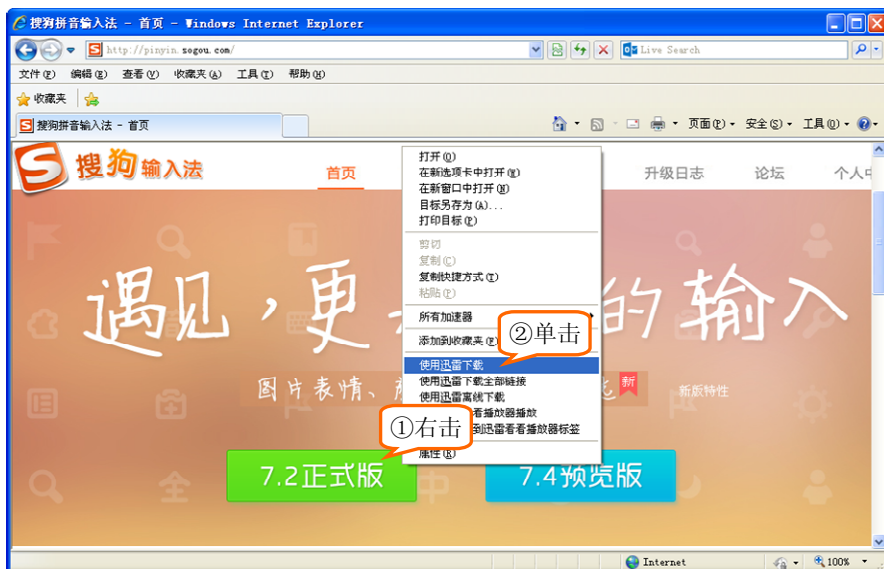 搜狗拼音输入法 - 首页 - Windows Internet Explorer
http://pinyin.sogou.com/
Live Search
文件(F) 编辑(E) 查看(V) 收藏夹(A) 工具(T) 帮助(H)
收藏夹
搜狗拼音输入法 - 首页
页面(P) 安全(S) 工具(O)
S 搜狗输入法
首页
升级日志
论坛
个人中
打开(O)
在新选项卡中打开(W)
在新窗口中打开(N)
目标另存为(A)...
打印目标(P)
剪切
复制(C)
复制快捷方式(T)
粘贴(P)
所有加速器
添加到收藏夹(F)
②单击
使用迅雷下载
使用迅雷下载全部链接
使用迅雷离线下载
看播放器播放
到迅雷看看播放器标签
属性(R)
①右击
遇见,更
的输入
图片表情、
新
新版特性
7.2正式版
7.4预览版
全
中
Internet
100%